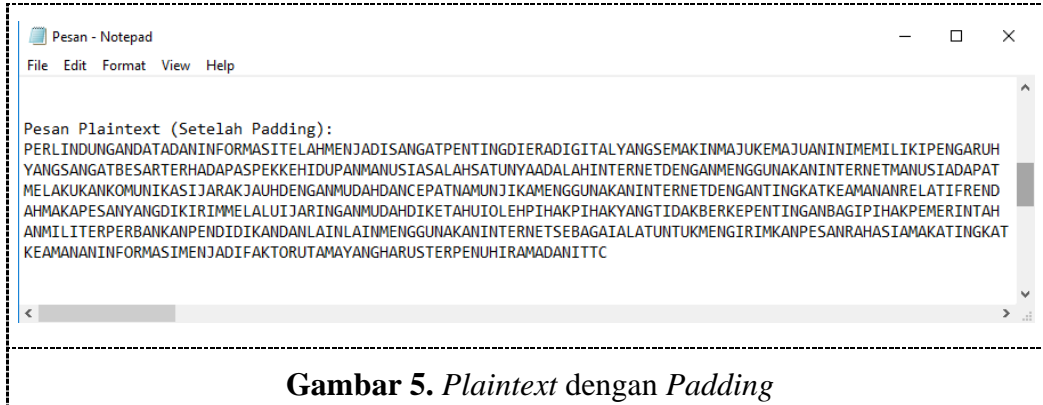 Pesan - Notepad
File Edit Format View Help
Pesan Plaintext (Setelah Padding):
PERLINDUNGANDATADANINFORMASITELAHMENJADISANGATPENTINGDIERADIGITALYANGSEMAKINMAJUKEMAJUANINIMEMILIKIPENGARUH
YANGSANGATBESARTERHADAPASPEKKEHIDUPANMANUSIASALAHSATUNYAADALAHINTERNETDENGANMENGGUNAKANINTERNETMANUSIADAPAT
MELAKUKANKOMUNIKASIJARAKJAUHDENGANMUDAHDANCEPATNAMUNJIKAMENGGUNAKANINTERNETDENGANTINGKATKEAMANANRELATIFREND
AHMAKAPESANYANGDIKIRIMMELALUIJARINGANMUDAHDIKETAHUIOLEHPIHAKPIHAKYANGTIDAKBERKEPENTINGANBAGIPIHAKPEMERINTAH
ANMILITERPERBANKANPENDIDIKANDANLAINLAINMENGGUNAKANINTERNETSEBAGAIALATUNTUKMENGIRIMKANPESANRAHASIAMAKATINGKAT
KEAMANANINFORMASIMENJADIFAKTORUTAMAYANGHARUSTERPENUHIRAMADANITTC
Gambar 5. Plaintext dengan Padding